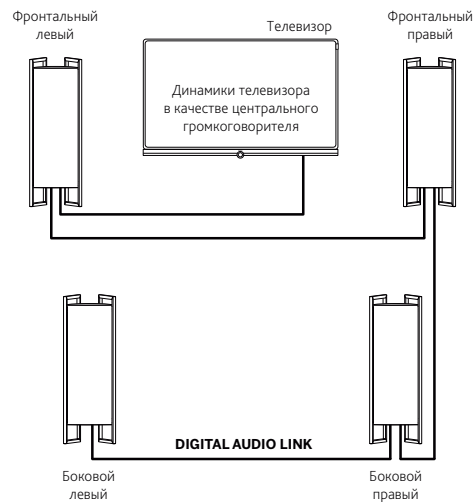 Фронтальный
левый
Телевизор
Фронтальный
правый
Динамики телевизора
в качестве центрального
громкоговорителя
DIGITAL AUDIO LINK
Боковой
левый
Боковой
правый